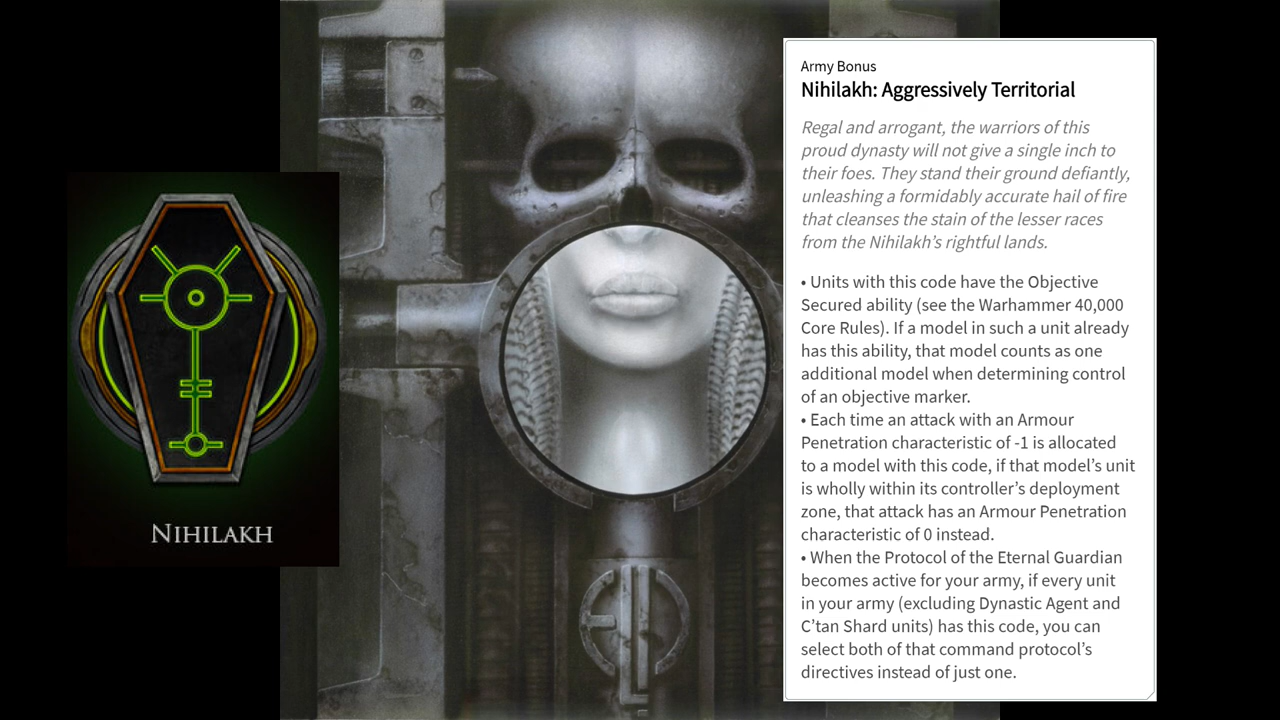 NIHILAKH
Army Bonus
Nihilakh: Aggressively Territorial
Regal and arrogant, the warriors of this
proud dynasty will not give a single inch to
their foes. They stand their ground defiantly,
unleashing a formidably accurate hail of fire
that cleanses the stain of the lesser races
from the Nihilakh’s rightful lands.
• Units with this code have the Objective
Secured ability (see the Warhammer 40,000
Core Rules). If a model in such a unit already
has this ability, that model counts as one
additional model when determining control
of an objective marker.
• Each time an attack with an Armour
Penetration characteristic of -1 is allocated
to a model with this code, if that model’s unit
is wholly within its controller’s deployment
zone, that attack has an Armour Penetration
characteristic of 0 instead.
• When the Protocol of the Eternal Guardian
becomes active for your army, if every unit
in your army (excluding Dynastic Agent and
C’tan Shard units) has this code, you can
select both of that command protocol’s
directives instead of just one.